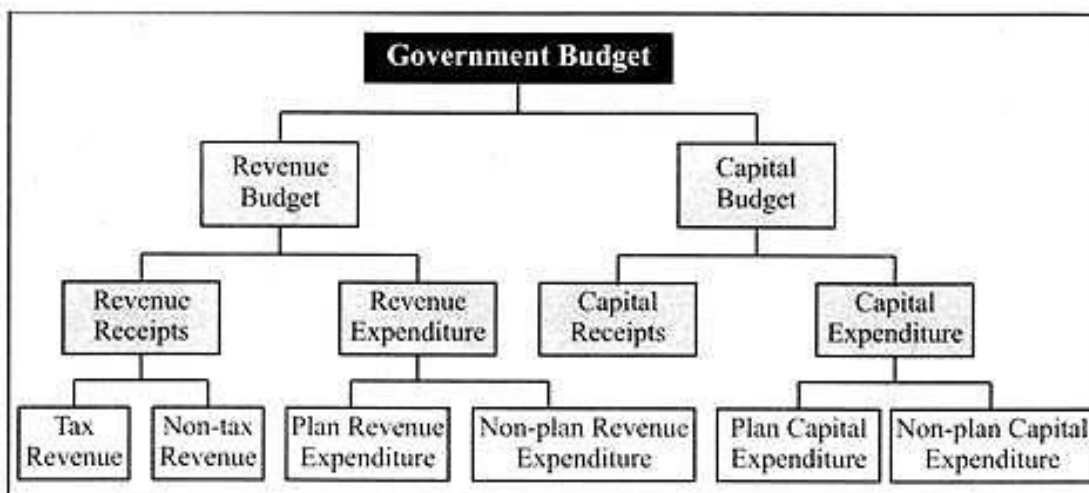 Government Budget
Revenue
Budget
Capital
Budget
Revenue
Receipts
Revenue
Expenditure
Capital
Receipts
Capital
Expenditure
Tax
Revenue
Non-tax
Revenue
Plan Revenue
Expenditure
Non-plan Revenue
Expenditure
Plan Capital
Expenditure
Non-plan Capital
Expenditure